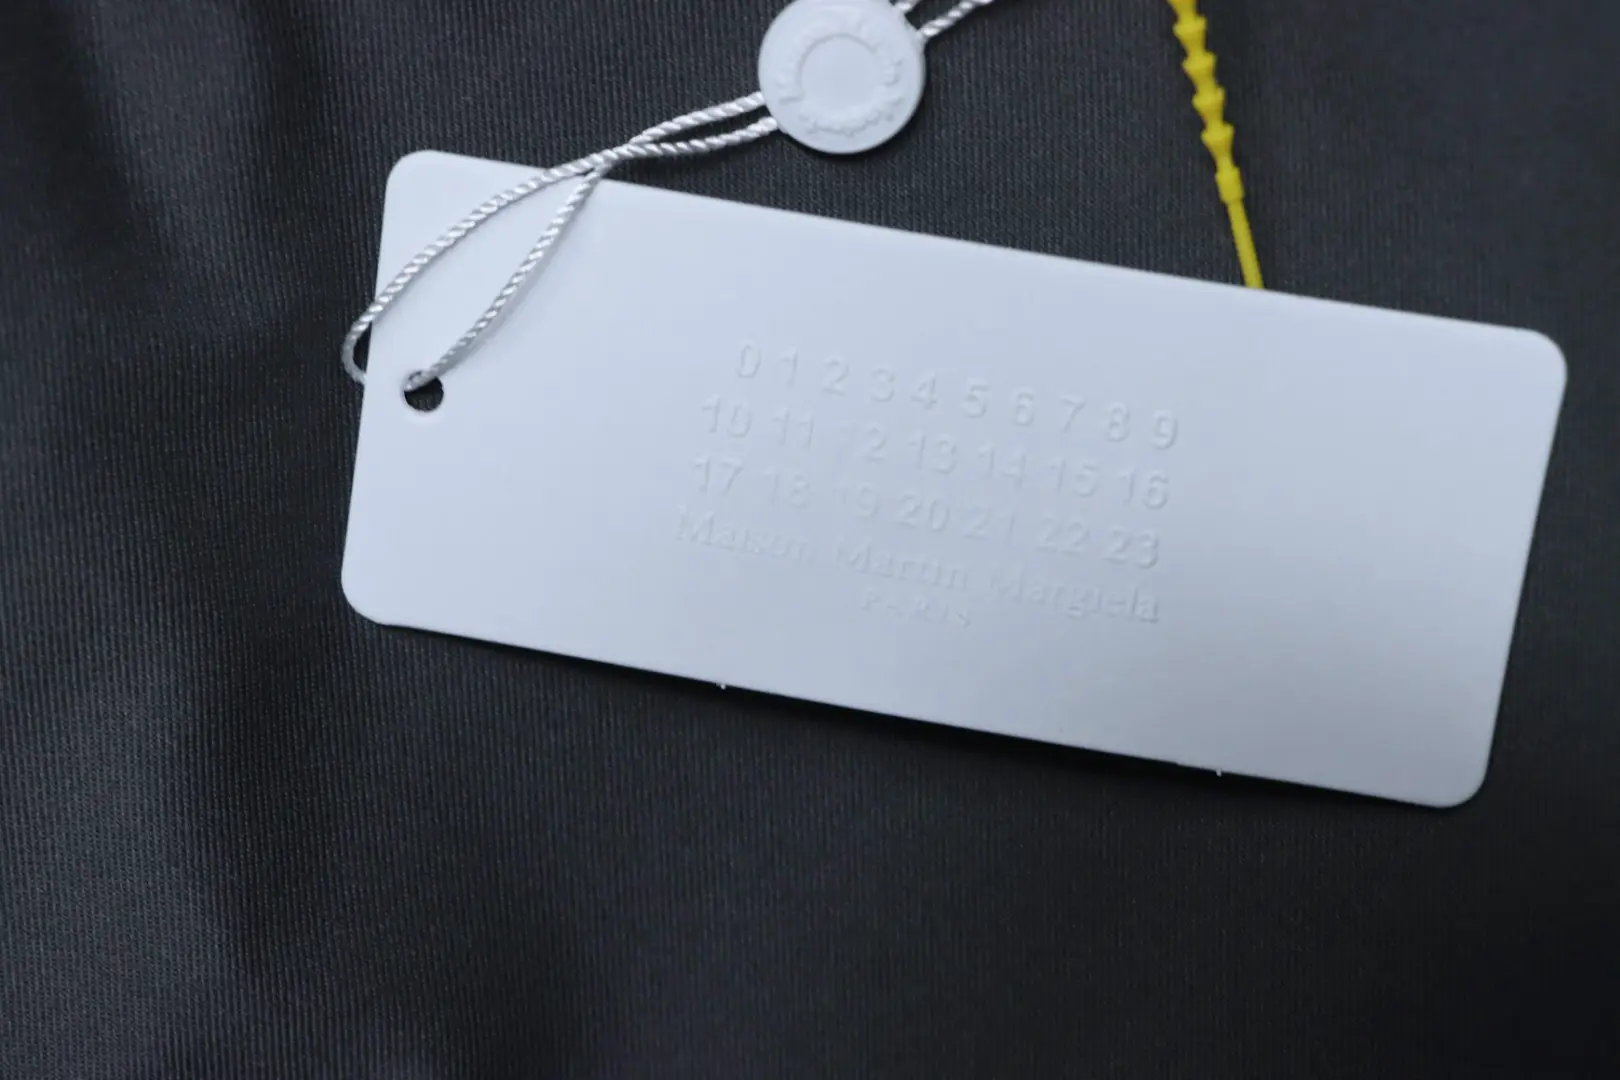 0 1 2 3 4 5 6 7 8 9
10 11 12 13 14 15 16
17 18 19 20 21 22 23
Maison Martin Margiela
PARIS